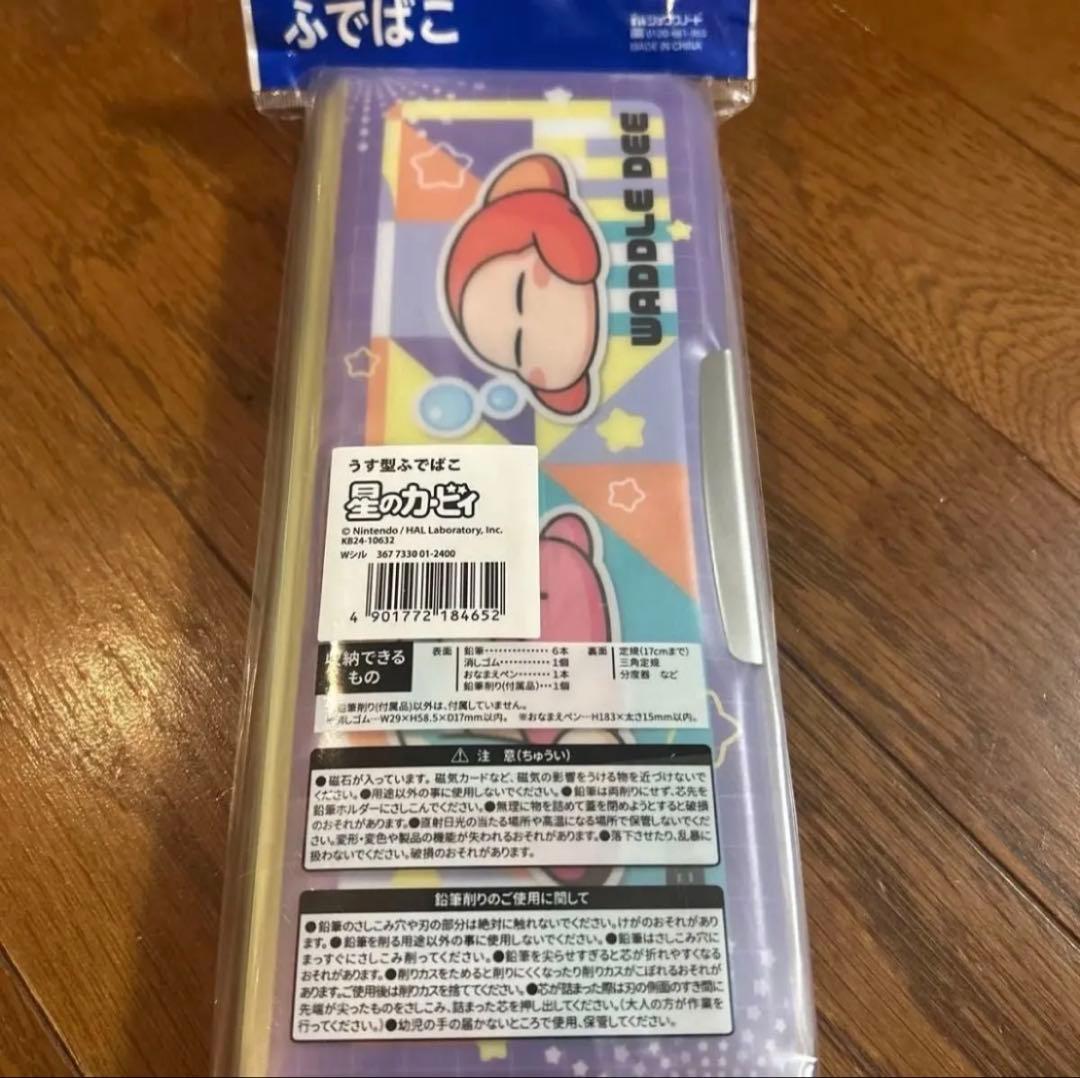 ふでばこ
WADDLE DEE
うす型ふでばこ
星のカービィ
© Nintendo / HAL Laboratory, Inc.
KB24-10632
Wシル 367 7330 01-2400
4 901772 184652
収納できるもの
表面 鉛筆・・・・・・・・・・・・・・6本
消しゴム・・・・・・・・・・・1個
おなまえペン・・・・・・・1本
鉛筆削り(付属品)・・・1個
裏面 定規(17cmまで)
三角定規
分度器 など
鉛筆削り(付属品)以外は、付属していません。
消しゴム…W29×H58.5×D17mm以内。 ※おなまえペン…H183×太さ15mm以内。
⚠ 注 意(ちゅうい)
●磁石が入っています。磁気カードなど、磁気の影響をうける物を近づけないで
ください。●用途以外の事に使用しないでください。●鉛筆は両削りにせず、芯先を
鉛筆ホルダーにさしこんでください。●無理に物を詰めて蓋を閉めようとすると破損
のおそれがあります。●直射日光の当たる場所や高温になる場所で保管しないでくだ
さい。変形・変色や製品の機能が失われるおそれがあります。●落下させたり、乱暴に
扱わないでください。破損のおそれがあります。
鉛筆削りのご使用に関して
●鉛筆のさしこみ穴や刃の部分は絶対に触れないでください。けがのおそれがあり
ます。●鉛筆を削る用途以外の事に使用しないでください。●鉛筆はさしこみ穴に
まっすぐにさしこみ削ってください。●鉛筆を尖らせすぎると芯が折れやすくなる
おそれがあります。●削りカスをためると削りにくくなったり削りカスがこぼれるおそれが
あります。ご使用後は削りカスを捨ててください。●芯が詰まった際は刃の側面のすき間に
先端が尖ったものをさしこみ、詰まった芯を押し出してください。(大人の方が作業を
行ってください。)●幼児の手の届かないところで使用、保管してください。